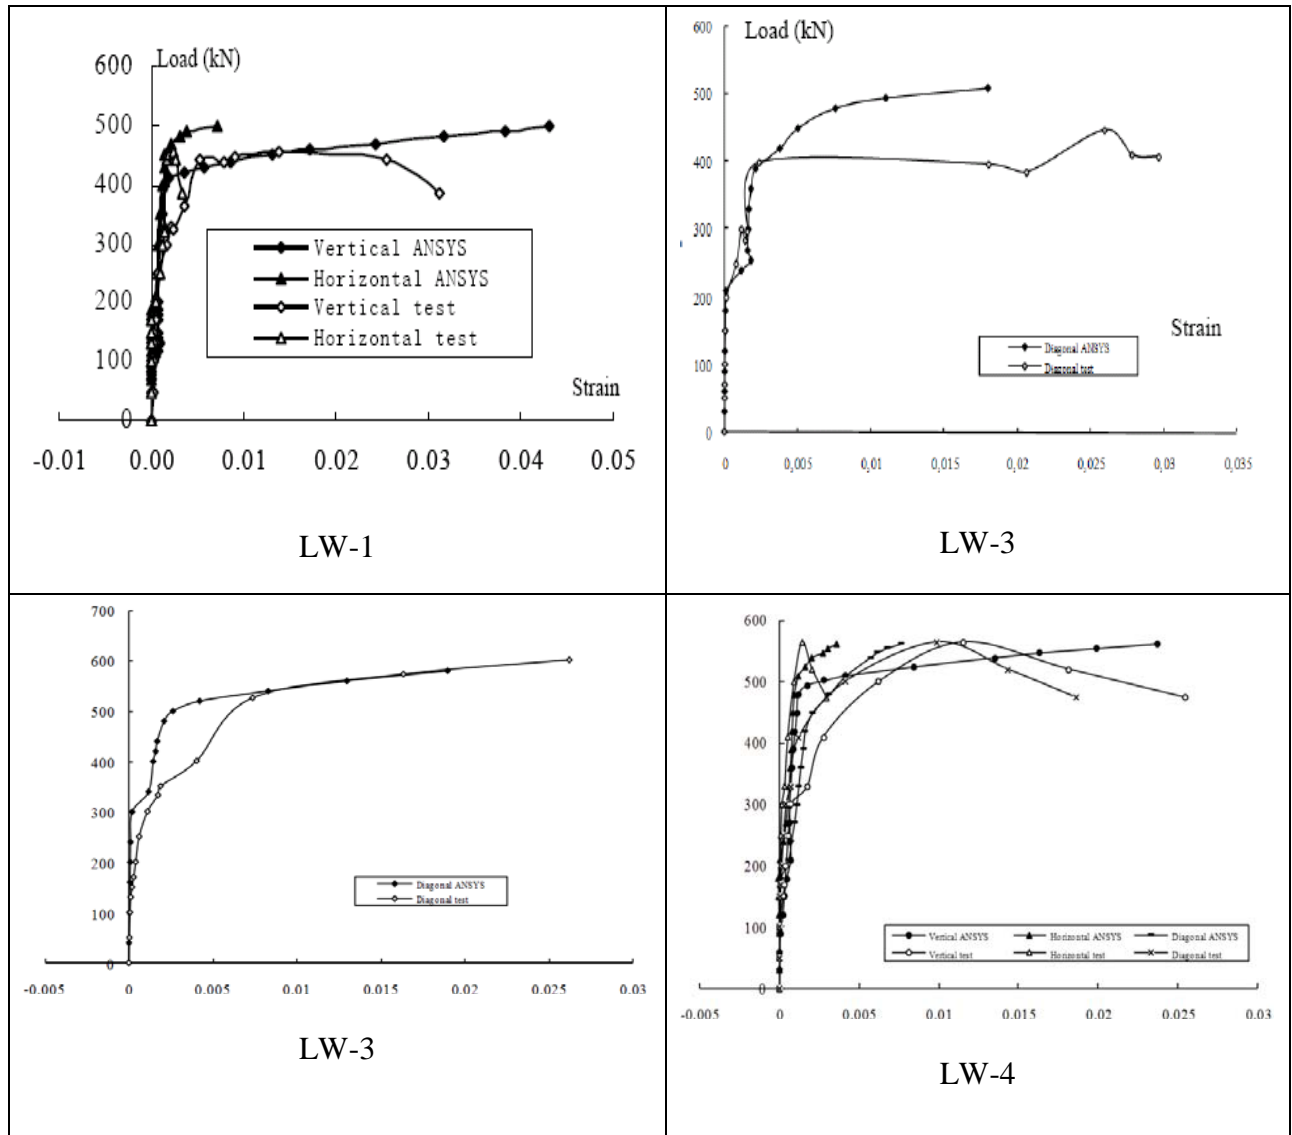 Load (kN)
600
500
400
300
200
100
0
Vertical ANSYS
Horizontal ANSYS
Vertical test
Horizontal test
Strain
-0.01 0.00 0.01 0.02 0.03 0.04 0.05
LW-1
Load (kN)
600
500
400
300
200
100
0
Strain
Diagonal ANSYS
Diagonal test
0 0,005 0,01 0,015 0,02 0,025 0,03 0,035
LW-3
700
600
500
400
300
200
100
0
Diagonal ANSYS
Diagonal test
-0.005 0 0.005 0.01 0.015 0.02 0.025 0.03
LW-3
600
500
400
300
200
100
0
Vertical ANSYS Horizontal ANSYS Diagonal ANSYS
Vertical test Horizontal test Diagonal test
-0.005 0 0.005 0.01 0.015 0.02 0.025 0.03
LW-4